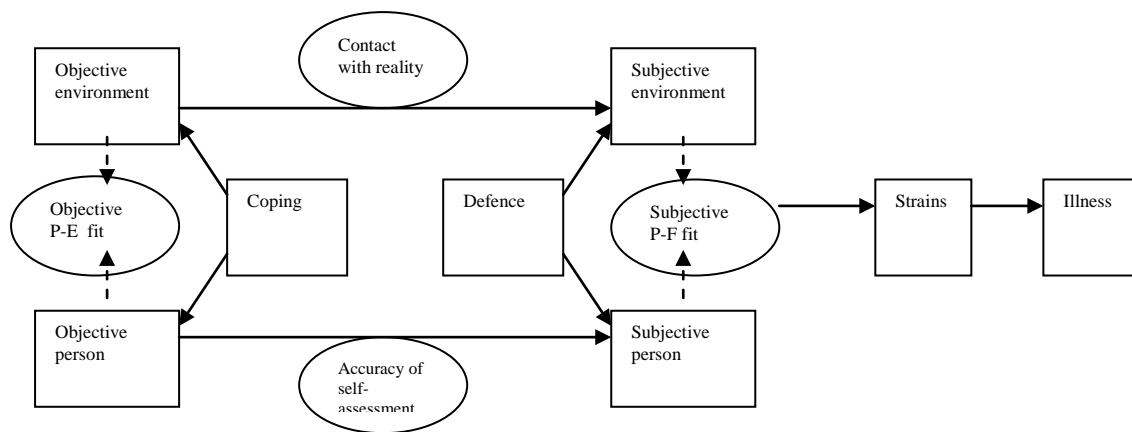 Objective
environment
Contact
with reality
Subjective
environment
Objective
P-E fit
Coping
Defence
Subjective
P-F fit
Strains
Illness
Objective
person
Accuracy of
self-
assessment
Subjective
person